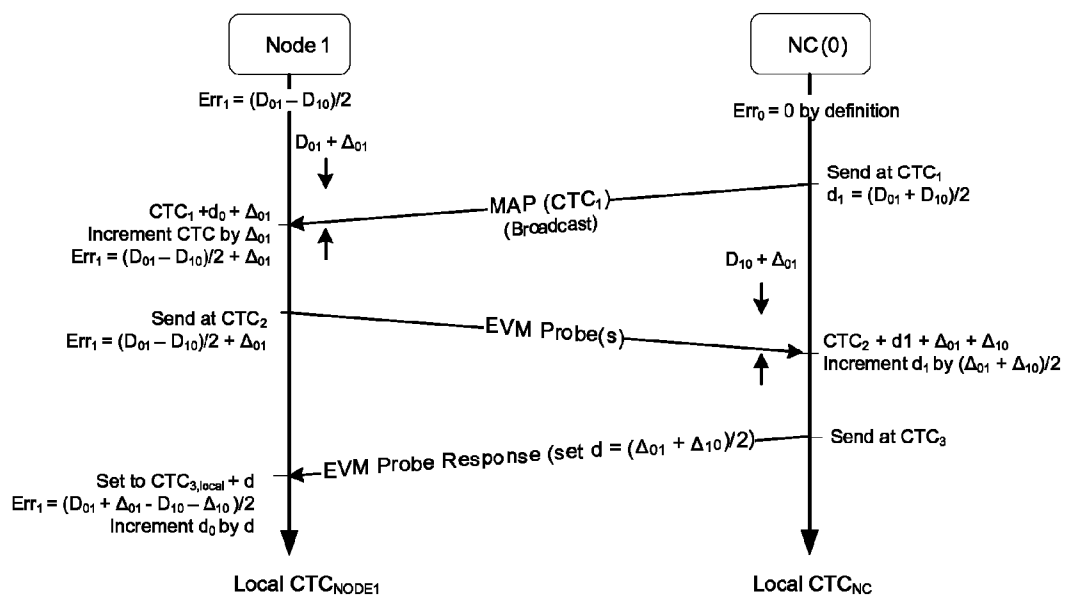 Node 1
NC (0)
Err₁ = (D₀₁ – D₁₀)/2
Err₀ = 0 by definition
D₀₁ + Δ₀₁
Send at CTC₁
d₁ = (D₀₁ + D₁₀)/2
MAP (CTC₁)
(Broadcast)
CTC₁ +d₀ + Δ₀₁
Increment CTC by Δ₀₁
Err₁ = (D₀₁ – D₁₀)/2 + Δ₀₁
D₁₀ + Δ₀₁
Send at CTC₂
Err₁ = (D₀₁ – D₁₀)/2 + Δ₀₁
EVM Probe(s)
CTC₂ + d1 + Δ₀₁ + Δ₁₀
Increment d₁ by (Δ₀₁ + Δ₁₀)/2
Send at CTC₃
EVM Probe Response (set d = (Δ₀₁ + Δ₁₀)/2)
Set to CTC₃,local + d
Err₁ = (D₀₁ + Δ₀₁ - D₁₀ – Δ₁₀ )/2
Increment d₀ by d
Local CTC_NODE1
Local CTC_NC